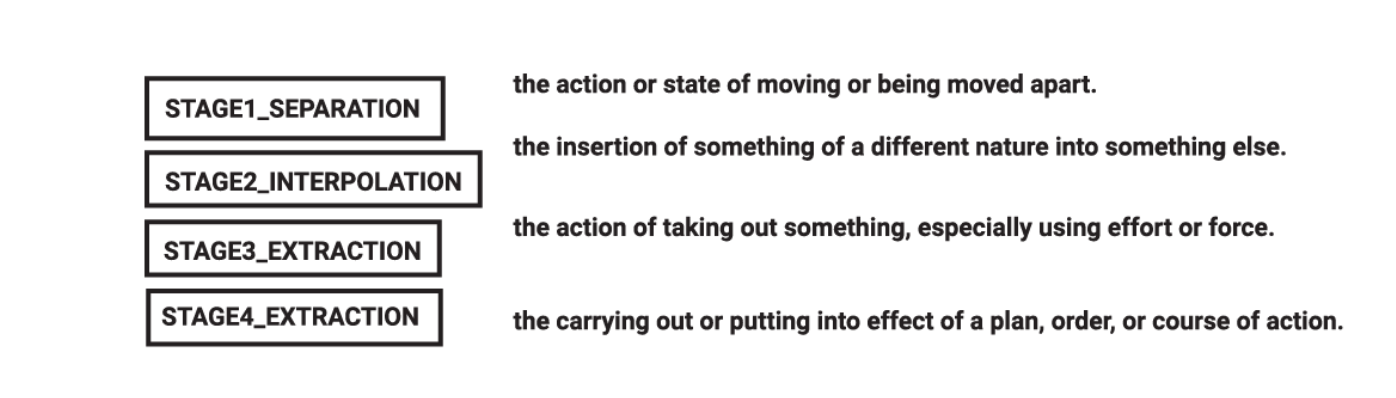 STAGE1_SEPARATION
the action or state of moving or being moved apart.
STAGE2_INTERPOLATION
the insertion of something of a different nature into something else.
STAGE3_EXTRACTION
the action of taking out something, especially using effort or force.
STAGE4_EXTRACTION
the carrying out or putting into effect of a plan, order, or course of action.